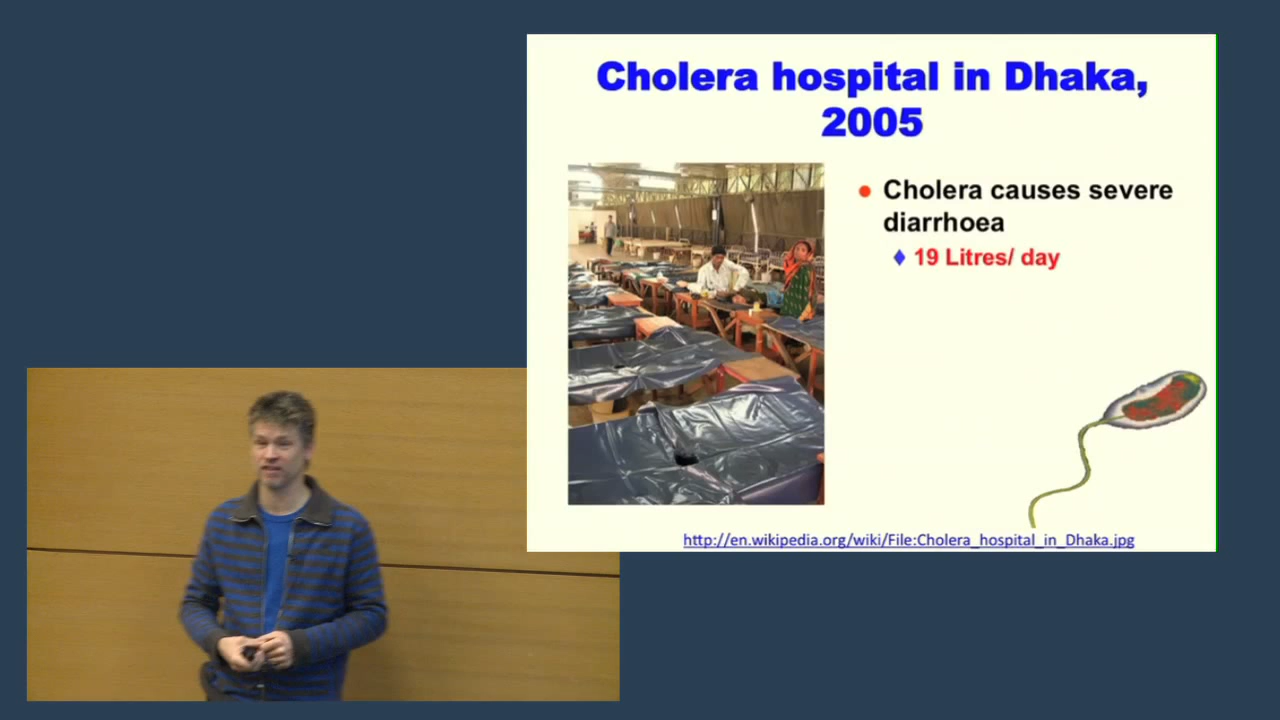 Cholera hospital in Dhaka,
2005
Cholera causes severe
diarrhoea
19 Litres/ day
http://en.wikipedia.org/wiki/File:Cholera_hospital_in_Dhaka.jpg